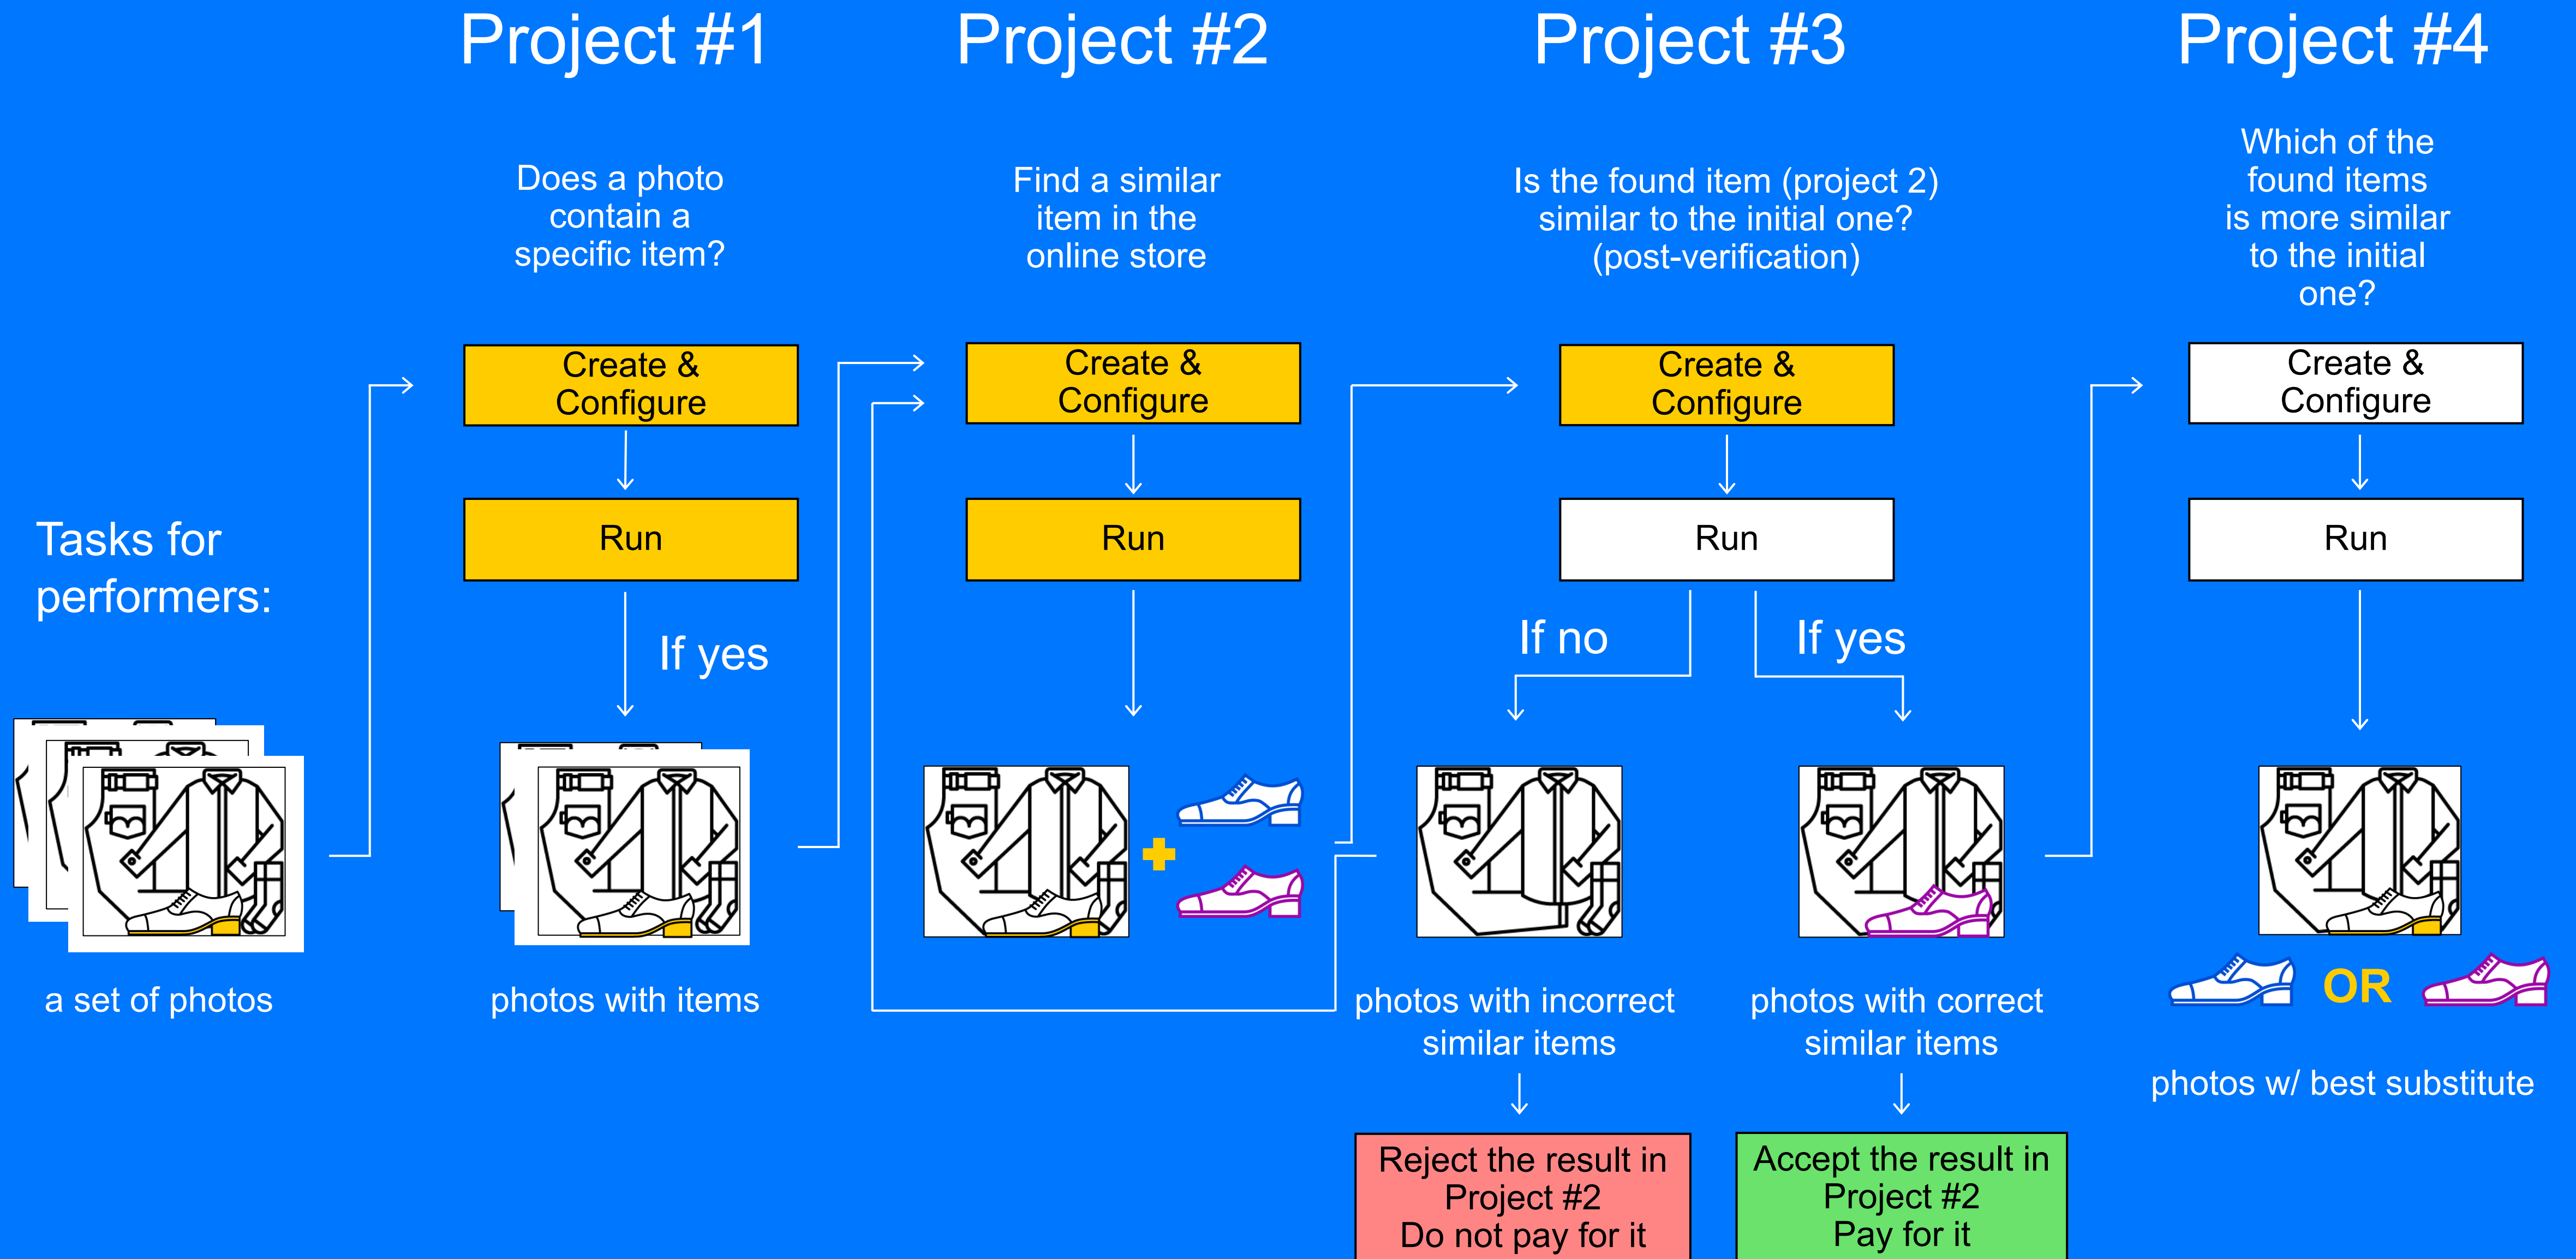 Project #1
Project #2
Project #3
Project #4
Does a photo
contain a
specific item?
Find a similar
item in the
online store
Is the found item (project 2)
similar to the initial one?
(post-verification)
Which of the
found items
is more similar
to the initial
one?
Create &
Configure
Create &
Configure
Create &
Configure
Create &
Configure
Tasks for
performers:
Run
Run
Run
Run
If yes
If no
If yes
a set of photos
photos with items
photos with incorrect
similar items
photos with correct
similar items
OR
photos w/ best substitute
Reject the result in
Project #2
Do not pay for it
Accept the result in
Project #2
Pay for it